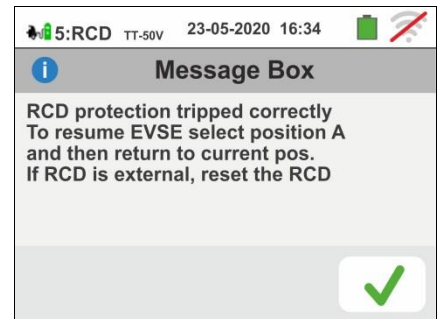 5:RCD TT-50V 23-05-2020 16:34
i Message Box
RCD protection tripped correctly
To resume EVSE select position A
and then return to current pos.
If RCD is external, reset the RCD